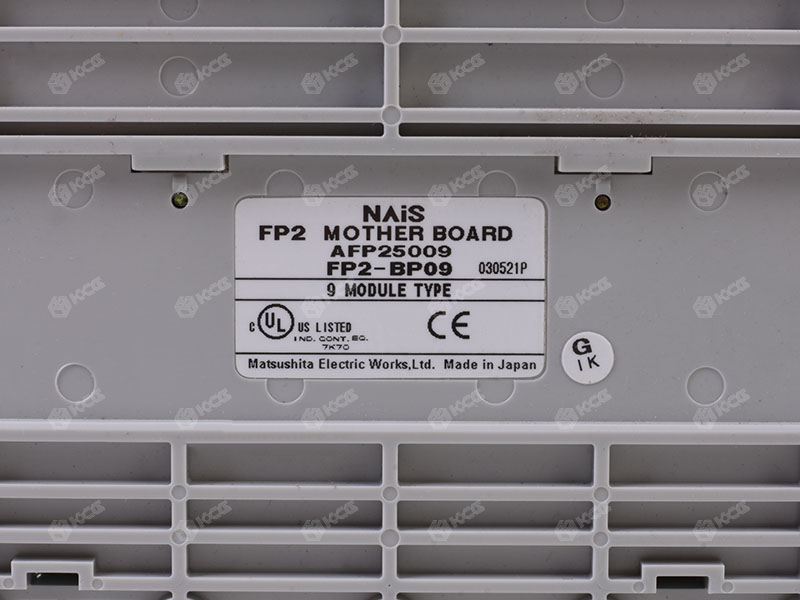 NAiS
FP2 MOTHER BOARD
AFP25009
FP2-BP09 030521P
9 MODULE TYPE
C UL US LISTED CE
IND. CONT. EQ.
7K70
Matsushita Electric Works,Ltd. Made in Japan
G
IK